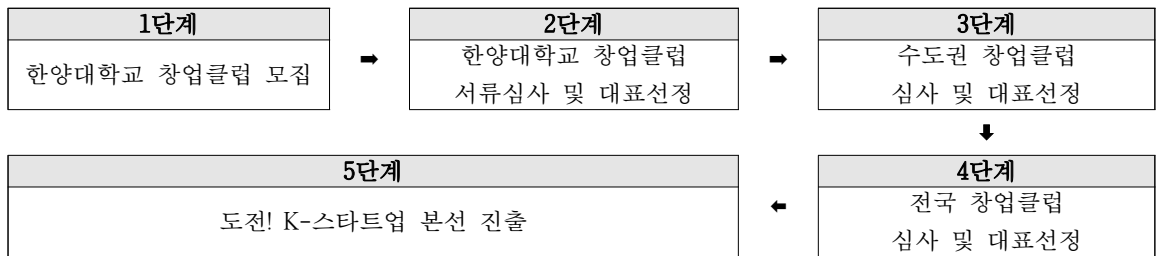 1단계
한양대학교 창업클럽 모집
➡
2단계
한양대학교 창업클럽
서류심사 및 대표선정
➡
3단계
수도권 창업클럽
심사 및 대표선정
⬇
4단계
전국 창업클럽
심사 및 대표선정
⬅
5단계
도전! K-스타트업 본선 진출